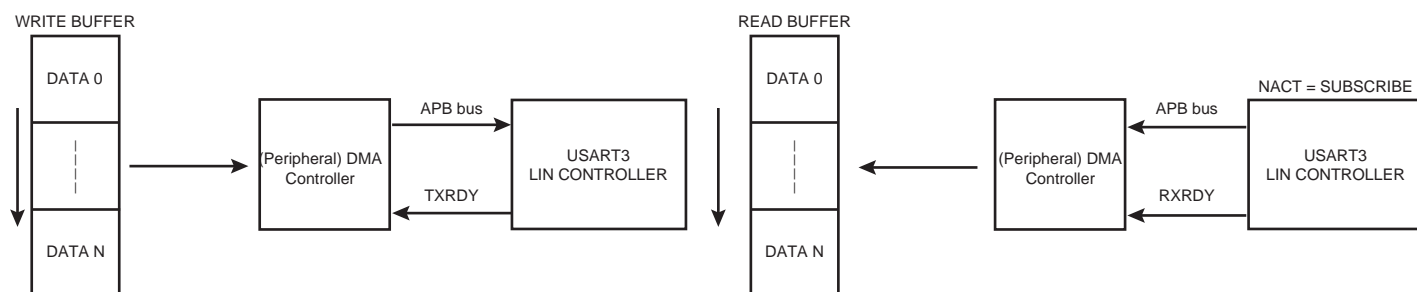 WRITE BUFFER
DATA 0
DATA N
(Peripheral) DMA
Controller
APB bus
TXRDY
USART3
LIN CONTROLLER
READ BUFFER
DATA 0
DATA N
(Peripheral) DMA
Controller
APB bus
RXRDY
NACT = SUBSCRIBE
USART3
LIN CONTROLLER